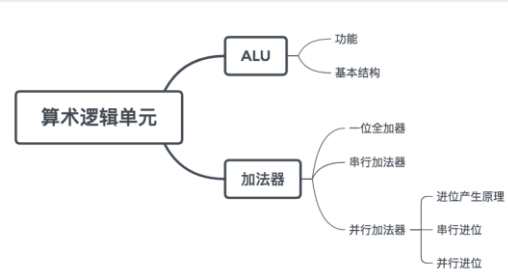 算术逻辑单元
ALU
功能
基本结构
加法器
一位全加器
串行加法器
并行加法器
进位产生原理
串行进位
并行进位